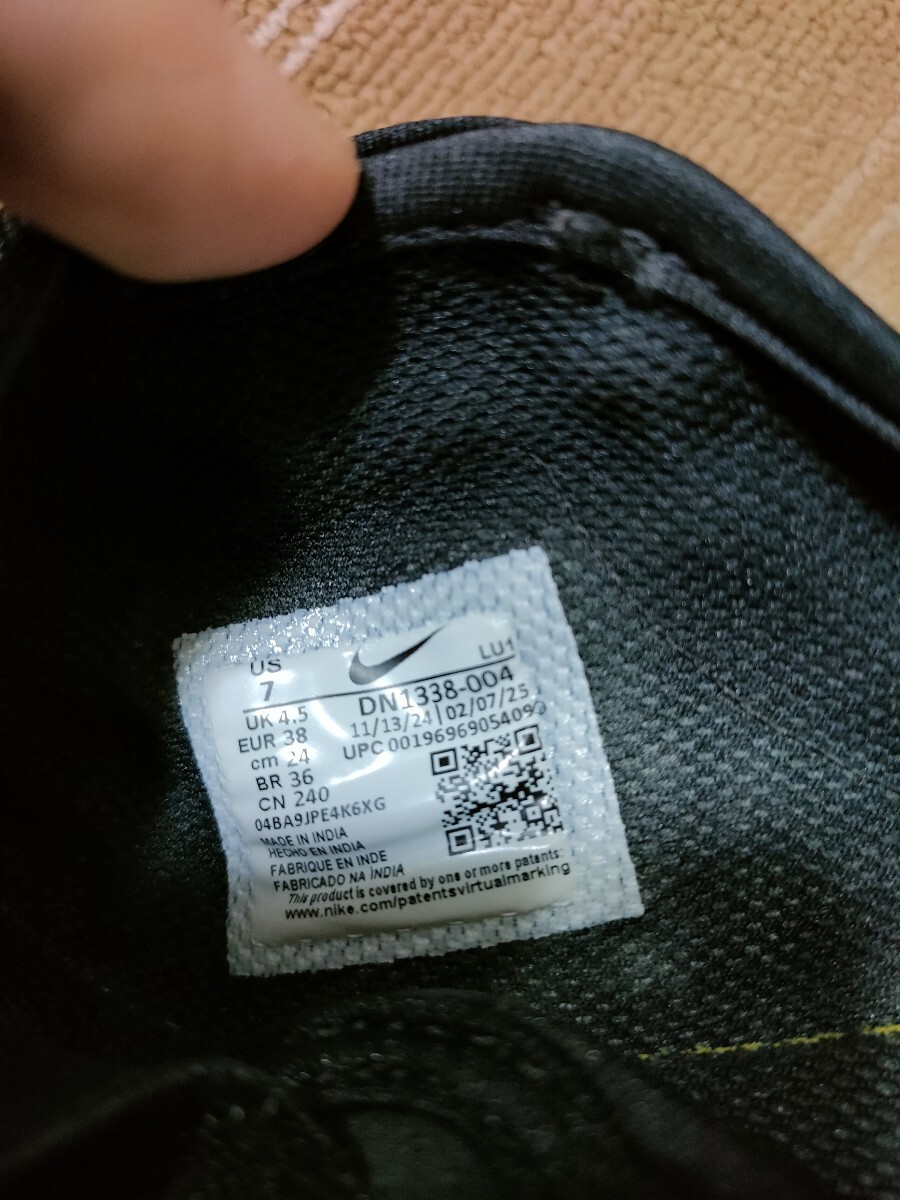 US
7
LU1
UK 4.5
EUR 38
cm 24
BR 36
CN 240
DN1338-004
11/13/24 | 02/07/25
UPC 00196969054092
04BA9JPE4K6XG
MADE IN INDIA
HECHO EN INDIA
FABRIQUE EN INDE
FABRICADO NA INDIA
This product is covered by one or more patents:
www.nike.com/patentsvirtualmarking